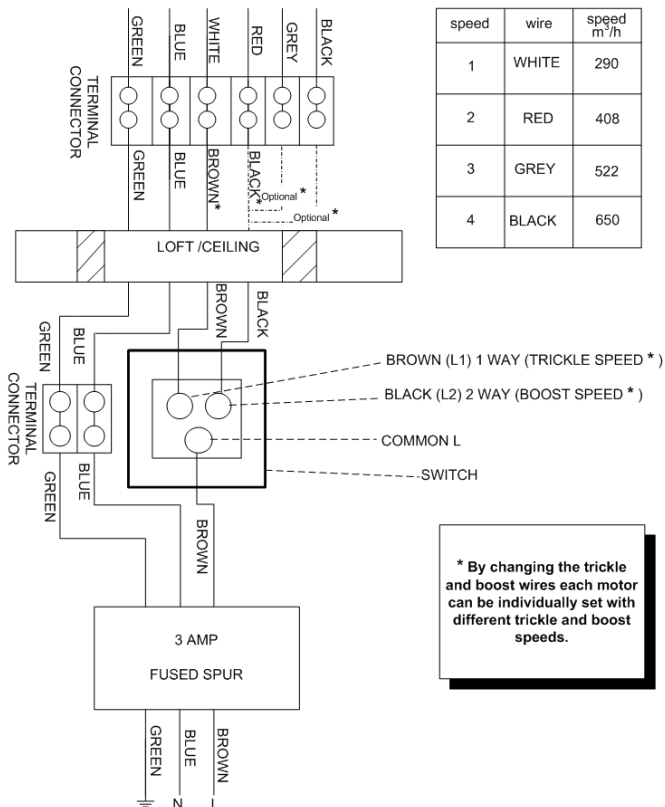 GREEN
BLUE
WHITE
RED
GREY
BLACK
TERMINAL
CONNECTOR
GREEN
BLUE
BROWN*
BLACK*
Optional *
Optional *
LOFT /CEILING
BROWN
BLACK
GREEN
BLUE
TERMINAL
CONNECTOR
GREEN
BLUE
BROWN (L1) 1 WAY (TRICKLE SPEED * )
BLACK (L2) 2 WAY (BOOST SPEED * )
COMMON L
SWITCH
BROWN
3 AMP
FUSED SPUR
GREEN
BLUE
BROWN
N
L
speed wire speed m³/h
1 WHITE 290
2 RED 408
3 GREY 522
4 BLACK 650
* By changing the trickle
and boost wires each motor
can be individually set with
different trickle and boost
speeds.